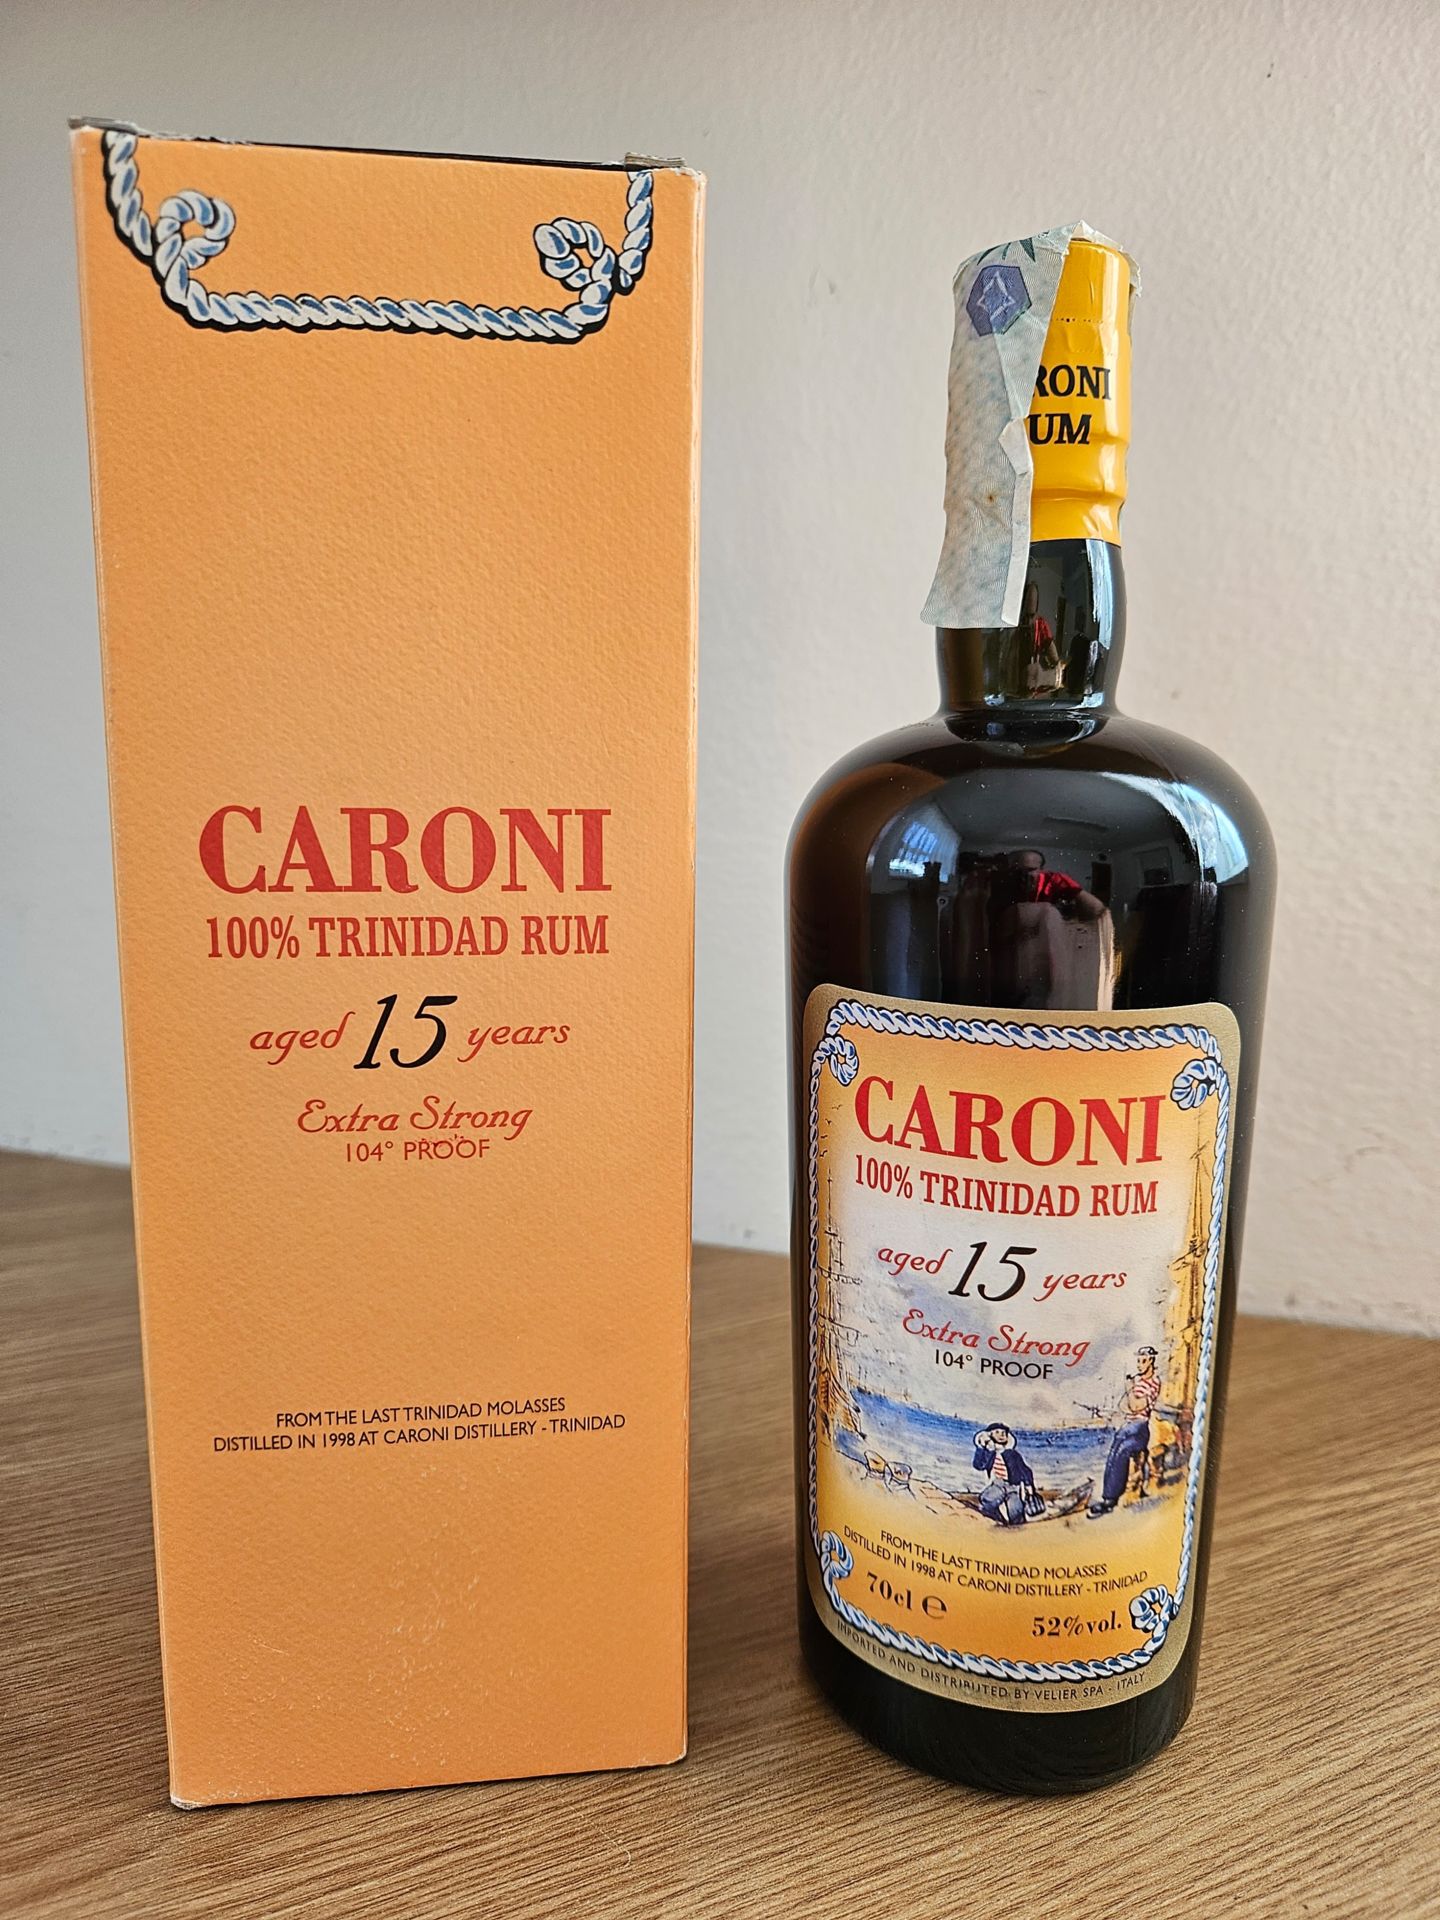 CARONI
100% TRINIDAD RUM
aged 15 years
Extra Strong
104° PROOF
FROM THE LAST TRINIDAD MOLASSES
DISTILLED IN 1998 AT CARONI DISTILLERY - TRINIDAD
RONI
UM
CARONI
100% TRINIDAD RUM
aged 15 years
Extra Strong
104° PROOF
FROM THE LAST TRINIDAD MOLASSES
DISTILLED IN 1998 AT CARONI DISTILLERY - TRINIDAD
70cl e
52%vol.
IMPORTED AND DISTRIBUTED BY VELIER SPA - ITALY